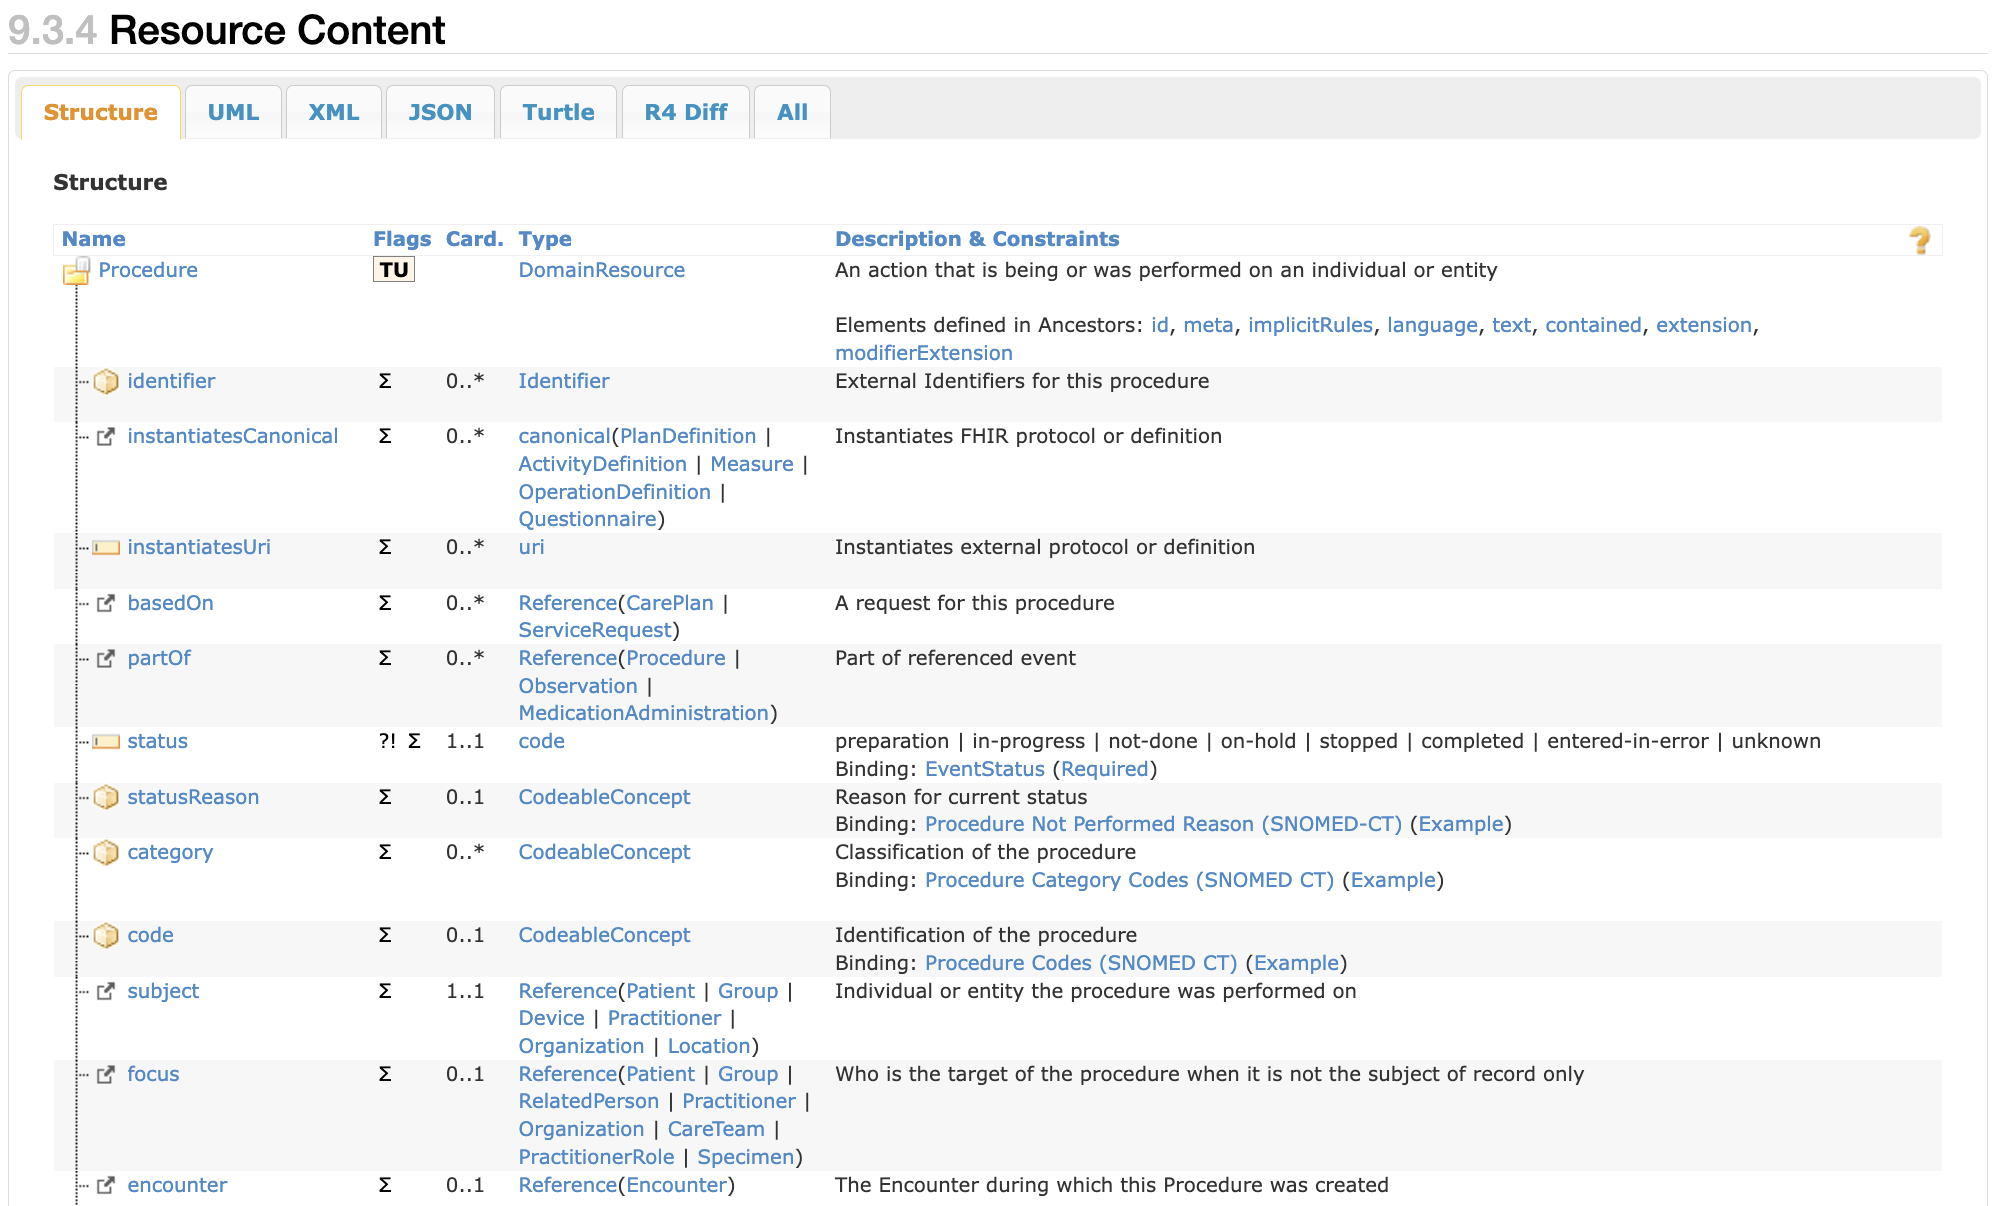 9.3.4 Resource Content
Structure UML XML JSON Turtle R4 Diff All
Structure
Name Flags Card. Type Description & Constraints ?
Procedure TU DomainResource An action that is being or was performed on an individual or entity
Elements defined in Ancestors: id, meta, implicitRules, language, text, contained, extension,
modifierExtension
identifier Σ 0..* Identifier External Identifiers for this procedure
instantiatesCanonical Σ 0..* canonical(PlanDefinition | Instantiates FHIR protocol or definition
ActivityDefinition | Measure |
OperationDefinition |
Questionnaire)
instantiatesUri Σ 0..* uri Instantiates external protocol or definition
basedOn Σ 0..* Reference(CarePlan | A request for this procedure
ServiceRequest)
partOf Σ 0..* Reference(Procedure | Part of referenced event
Observation |
MedicationAdministration)
status ?! Σ 1..1 code preparation | in-progress | not-done | on-hold | stopped | completed | entered-in-error | unknown
Binding: EventStatus (Required)
statusReason Σ 0..1 CodeableConcept Reason for current status
Binding: Procedure Not Performed Reason (SNOMED-CT) (Example)
category Σ 0..* CodeableConcept Classification of the procedure
Binding: Procedure Category Codes (SNOMED CT) (Example)
code Σ 0..1 CodeableConcept Identification of the procedure
Binding: Procedure Codes (SNOMED CT) (Example)
subject Σ 1..1 Reference(Patient | Group | Individual or entity the procedure was performed on
Device | Practitioner |
Organization | Location)
focus Σ 0..1 Reference(Patient | Group | Who is the target of the procedure when it is not the subject of record only
RelatedPerson | Practitioner |
Organization | CareTeam |
PractitionerRole | Specimen)
encounter Σ 0..1 Reference(Encounter) The Encounter during which this Procedure was created